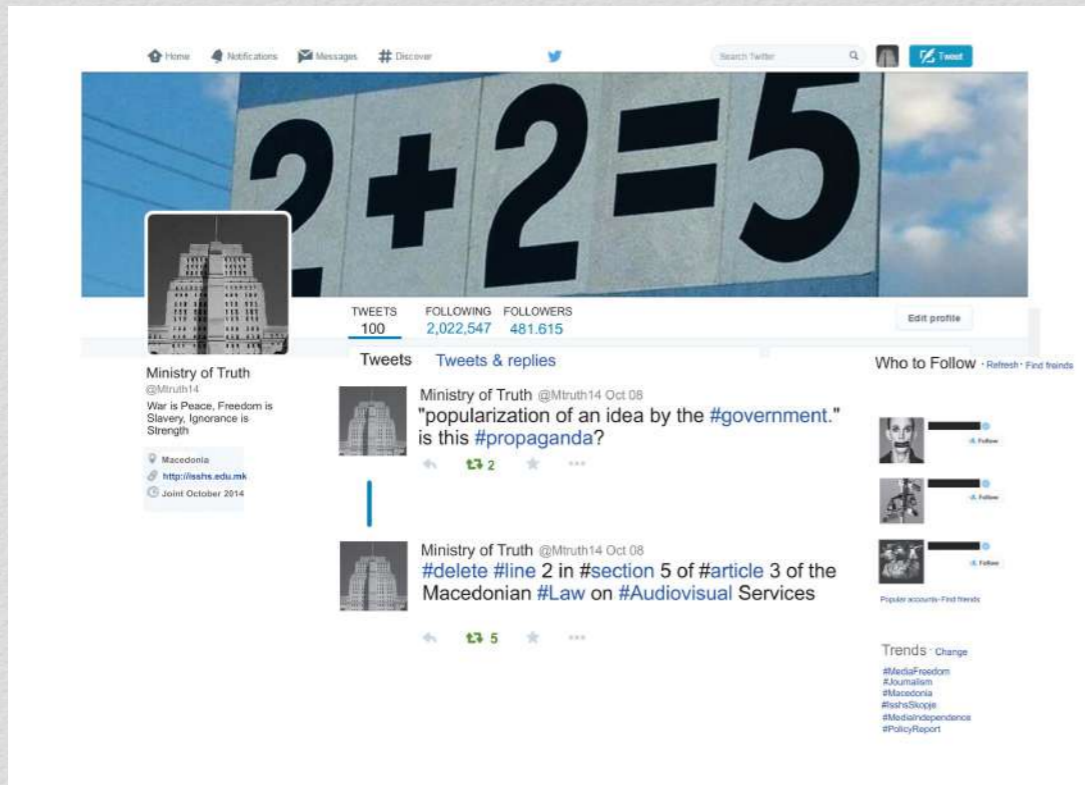 Home Notifications Messages # Discover Search Twitter Tweet
2+2=5
TWEETS FOLLOWING FOLLOWERS
100 2,022,547 481.615
Edit profile
Ministry of Truth
@Mtruth14
War is Peace, Freedom is
Slavery, Ignorance is
Strength
Macedonia
http://isshs.edu.mk
Joint October 2014
Tweets Tweets & replies
Ministry of Truth @Mtruth14 Oct 08
"popularization of an idea by the #government."
is this #propaganda?
2
Ministry of Truth @Mtruth14 Oct 08
#delete #line 2 in #section 5 of #article 3 of the
Macedonian #Law on #Audiovisual Services
5
Who to Follow · Refresh · Find freinds
Follow
Follow
Follow
Popular accounts·Find friends
Trends · Change
#MediaFreedom
#Journalism
#Macedonia
#IsshsSkopje
#MediaIndependence
#PolicyReport